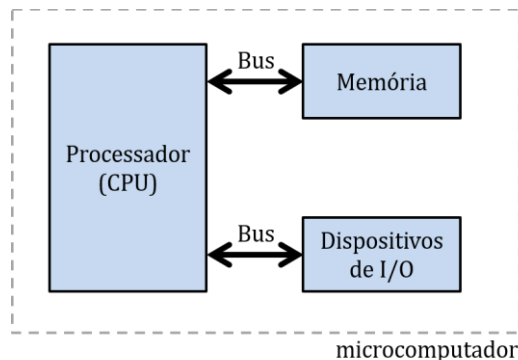 Bus
Memória
Processador
(CPU)
Bus
Dispositivos
de I/O
microcomputador